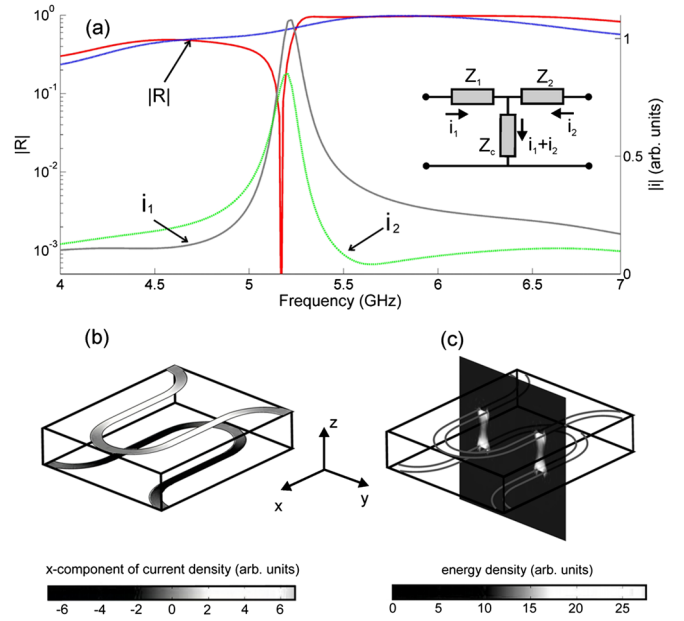 (a)
10⁰
10⁻¹
10⁻²
10⁻³
|R|
|R|
i₁
i₂
Z₁ Z₂
i₁ i₂
Z꜀ i₁+i₂
1
0.5
0
|i| (arb. units)
4 4.5 5 5.5 6 6.5 7
Frequency (GHz)
(b) (c)
z
x y
x-component of current density (arb. units) energy density (arb. units)
-6 -4 -2 0 2 4 6 0 5 10 15 20 25